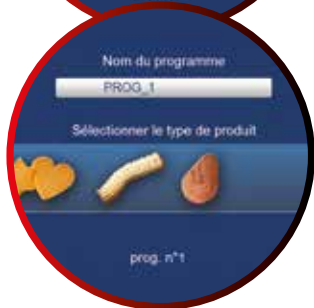 Nom du programme
PROG_1
Sélectionner le type de produit
prog. n°1